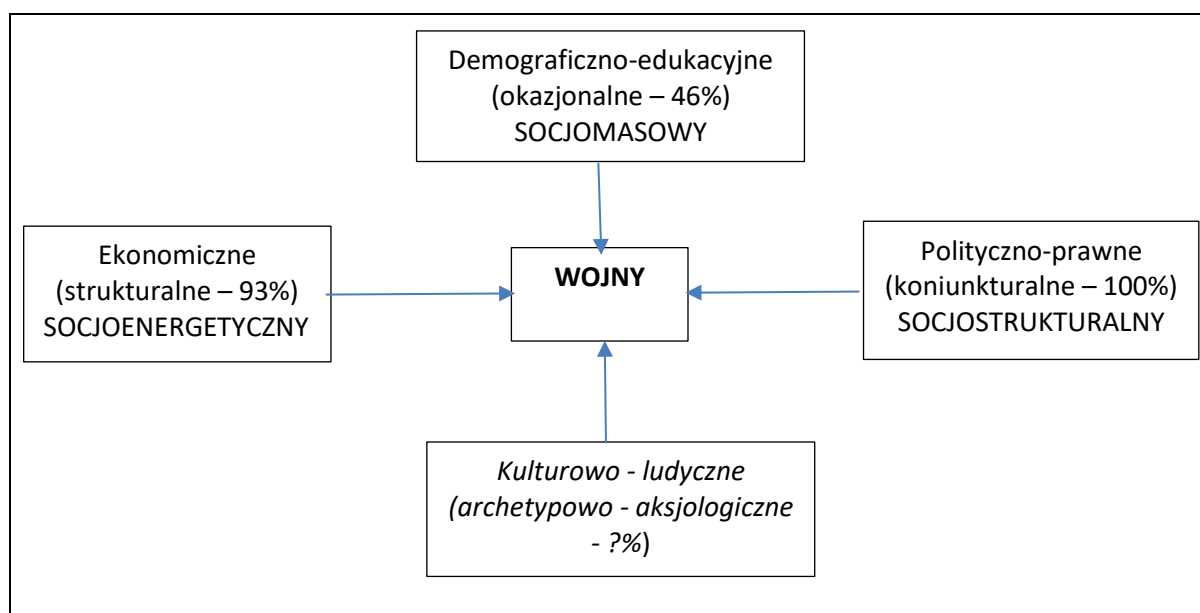 Demograficzno-edukacyjne
(okazjonalne – 46%)
SOCJOMASOWY
Ekonomiczne
(strukturalne – 93%)
SOCJOENERGETYCZNY
WOJNY
Polityczno-prawne
(koniunkturalne – 100%)
SOCJOSTRUKTURALNY
Kulturowo - ludyczne
(archetypowo - aksjologiczne
- ?%)